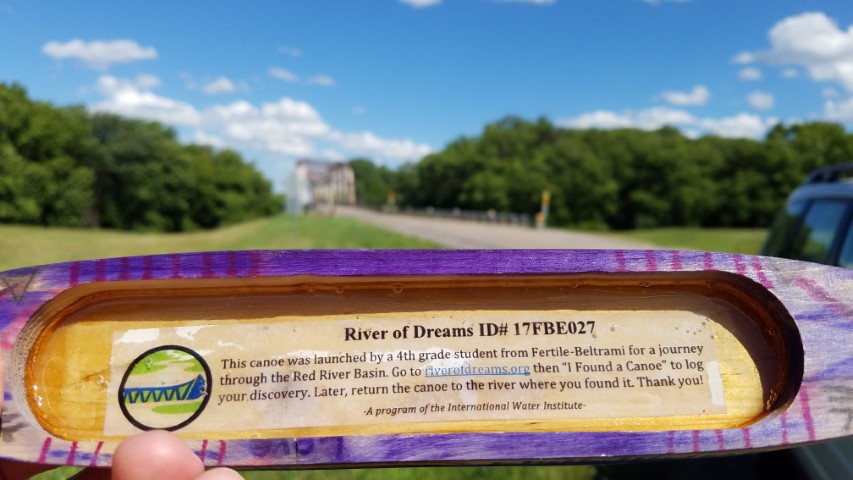 River of Dreams ID# 17FBE027
This canoe was launched by a 4th grade student from Fertile-Beltrami for a journey
through the Red River Basin. Go to riverofdreams.org then "I Found a Canoe" to log
your discovery. Later, return the canoe to the river where you found it. Thank you!
-A program of the International Water Institute-